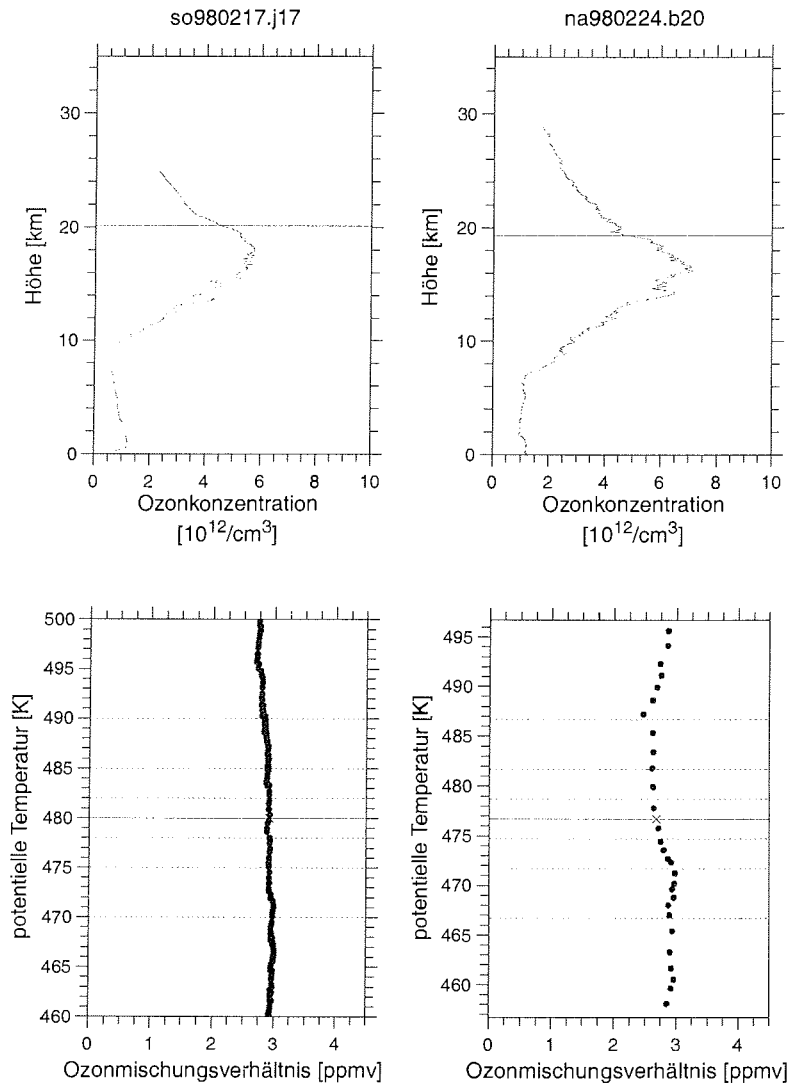 so980217.j17
na980224.b20
30
20
10
0
Höhe [km]
0 2 4 6 8 10
Ozonkonzentration
[10^12/cm^3]
30
20
10
0
Höhe [km]
0 2 4 6 8 10
Ozonkonzentration
[10^12/cm^3]
500
495
490
485
480
475
470
465
460
potentielle Temperatur [K]
0 1 2 3 4
Ozonmischungsverhältnis [ppmv]
495
490
485
480
475
470
465
460
potentielle Temperatur [K]
0 1 2 3 4
Ozonmischungsverhältnis [ppmv]